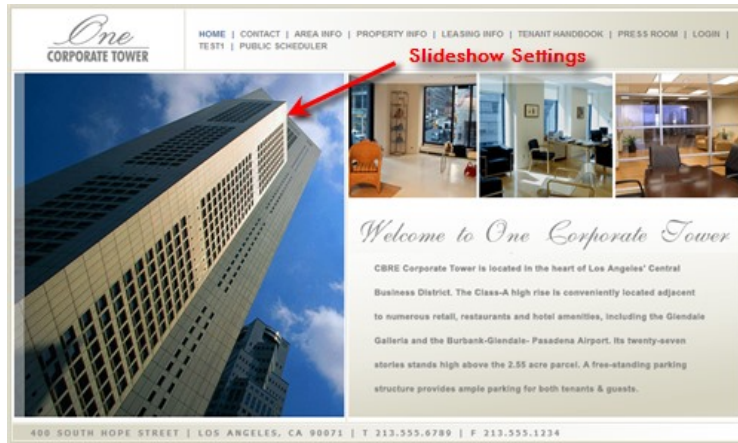 One
CORPORATE TOWER
HOME | CONTACT | AREA INFO | PROPERTY INFO | LEASING INFO | TENANT HANDBOOK | PRESS ROOM | LOGIN |
TEST1 | PUBLIC SCHEDULER
Slideshow Settings
Welcome to One Corporate Tower
CBRE Corporate Tower is located in the heart of Los Angeles' Central
Business District. The Class-A high rise is conveniently located adjacent
to numerous retail, restaurants and hotel amenities, including the Glendale
Galleria and the Burbank-Glendale- Pasadena Airport. Its twenty-seven
stories stands high above the 2.55 acre parcel. A free-standing parking
structure provides ample parking for both tenants & guests.
400 SOUTH HOPE STREET | LOS ANGELES, CA 90071 | T 213.555.6789 | F 213.555.1234